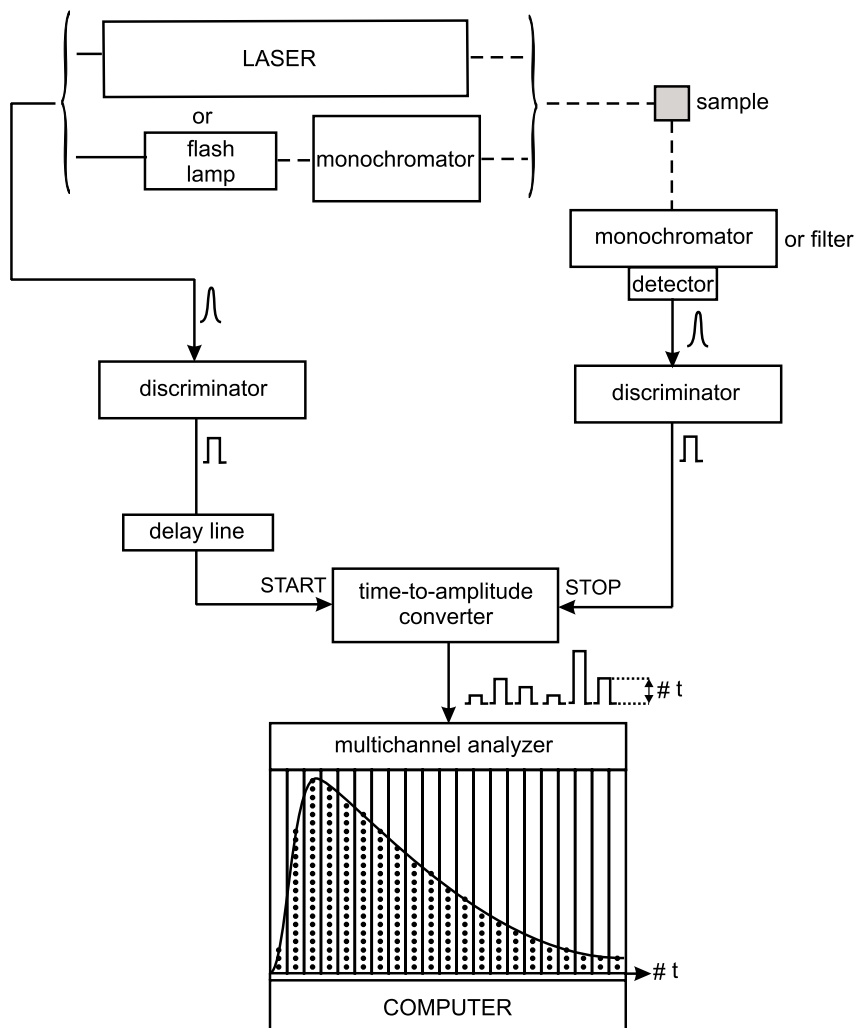 LASER
or
flash
lamp
monochromator
sample
monochromator
or filter
detector
discriminator
discriminator
delay line
START
time-to-amplitude
converter
STOP
# t
multichannel analyzer
# t
COMPUTER